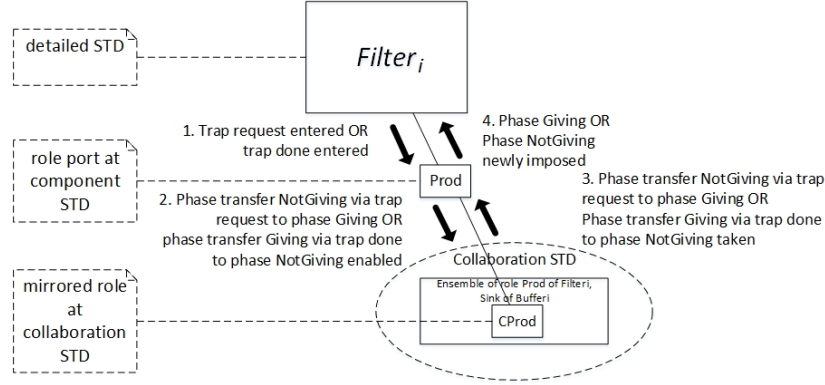 detailed STD
Filter i
1. Trap request entered OR
trap done entered
4. Phase Giving OR
Phase NotGiving
newly imposed
role port at
component
STD
Prod
2. Phase transfer NotGiving via trap
request to phase Giving OR
phase transfer Giving via trap done
to phase NotGiving enabled
3. Phase transfer NotGiving via trap
request to phase Giving OR
Phase transfer Giving via trap done
to phase NotGiving taken
Collaboration STD
mirrored role
at
collaboration
STD
Ensemble of role Prod of Filteri,
Sink of Bufferi
CProd